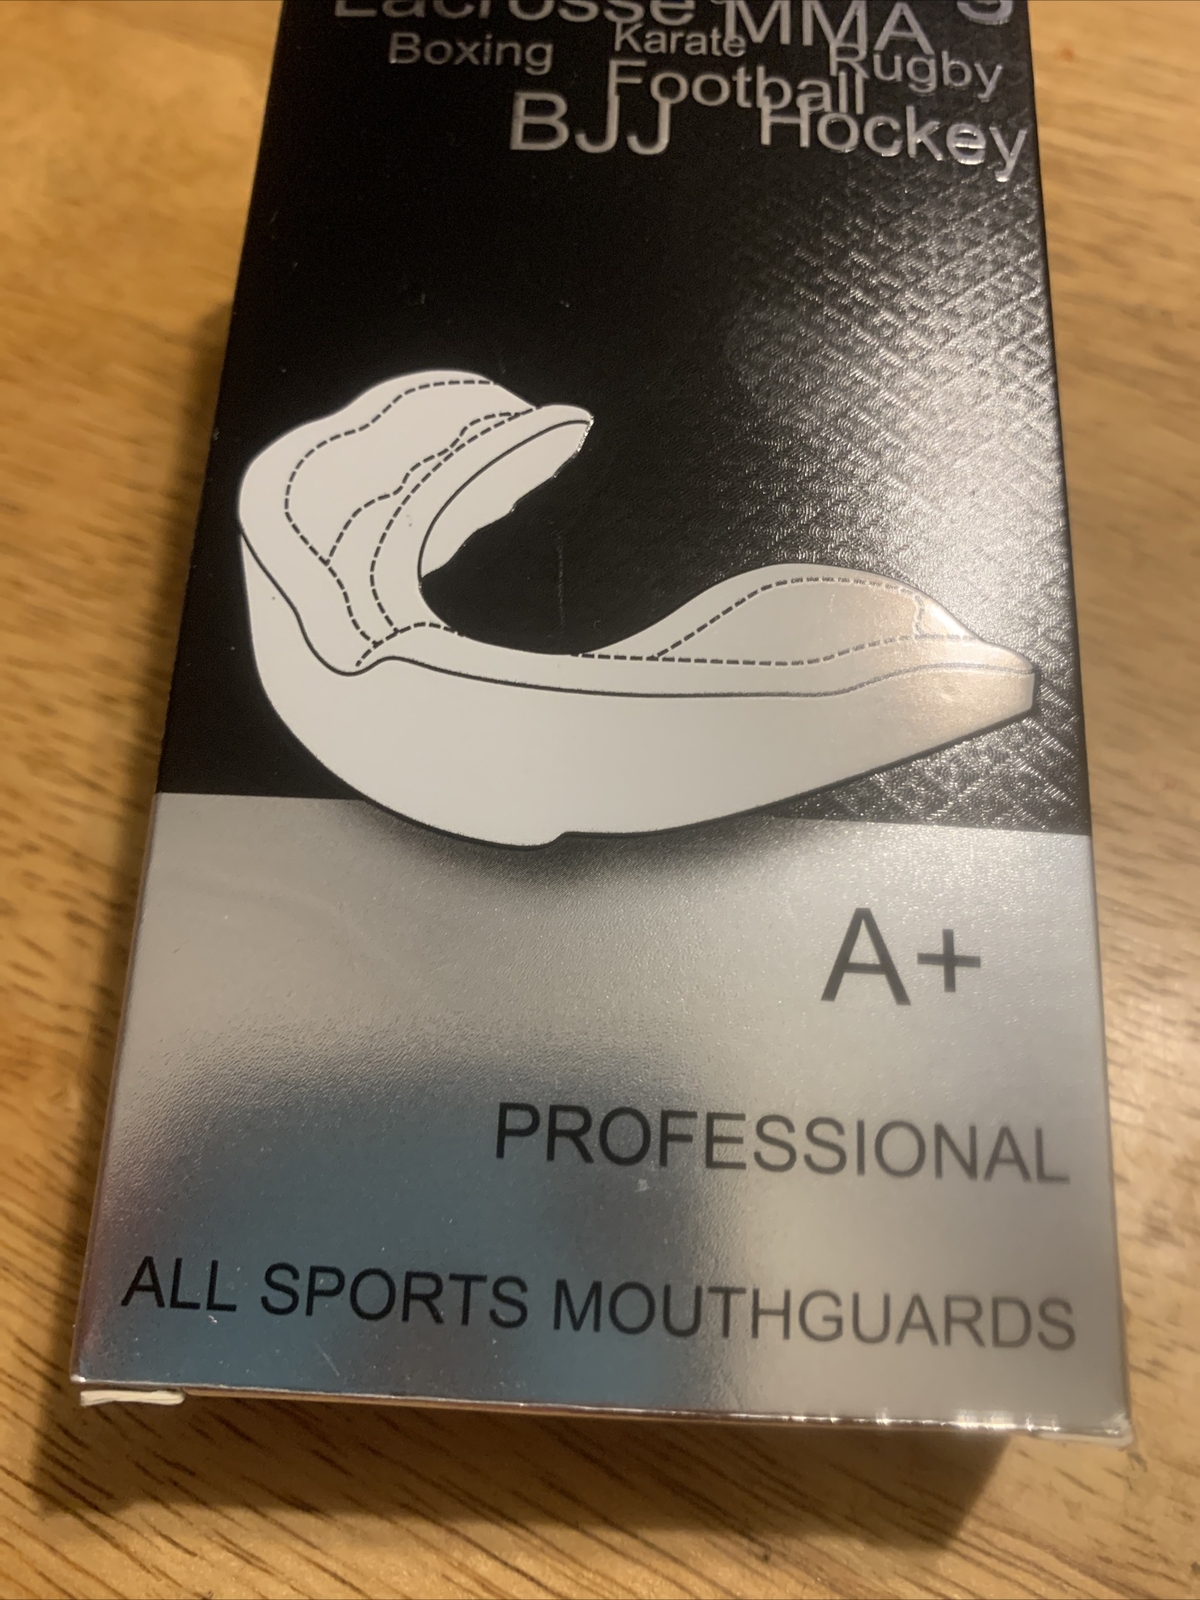 Lacrosse MMA
Boxing Karate Rugby
Football
BJJ Hockey
A+
PROFESSIONAL
ALL SPORTS MOUTHGUARDS